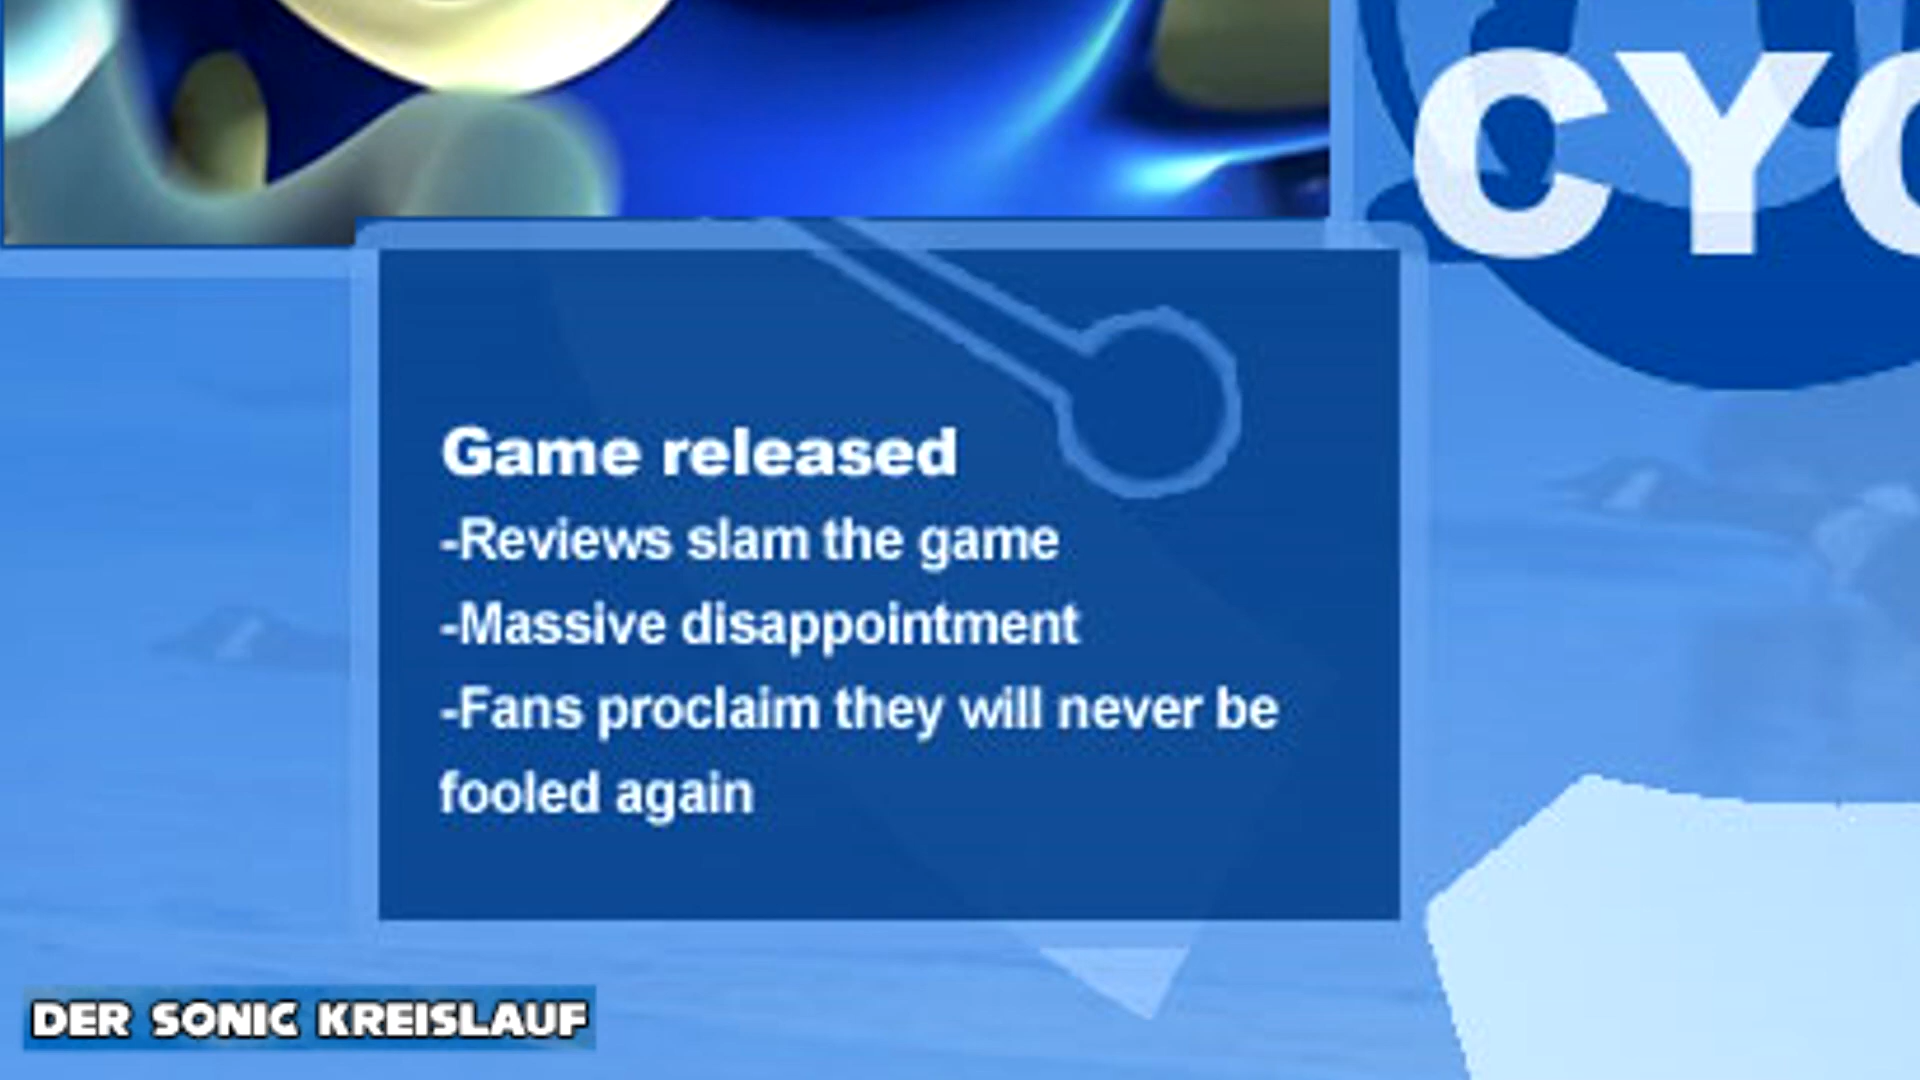 CYC
Game released
-Reviews slam the game
-Massive disappointment
-Fans proclaim they will never be
fooled again
DER SONIC KREISLAUF